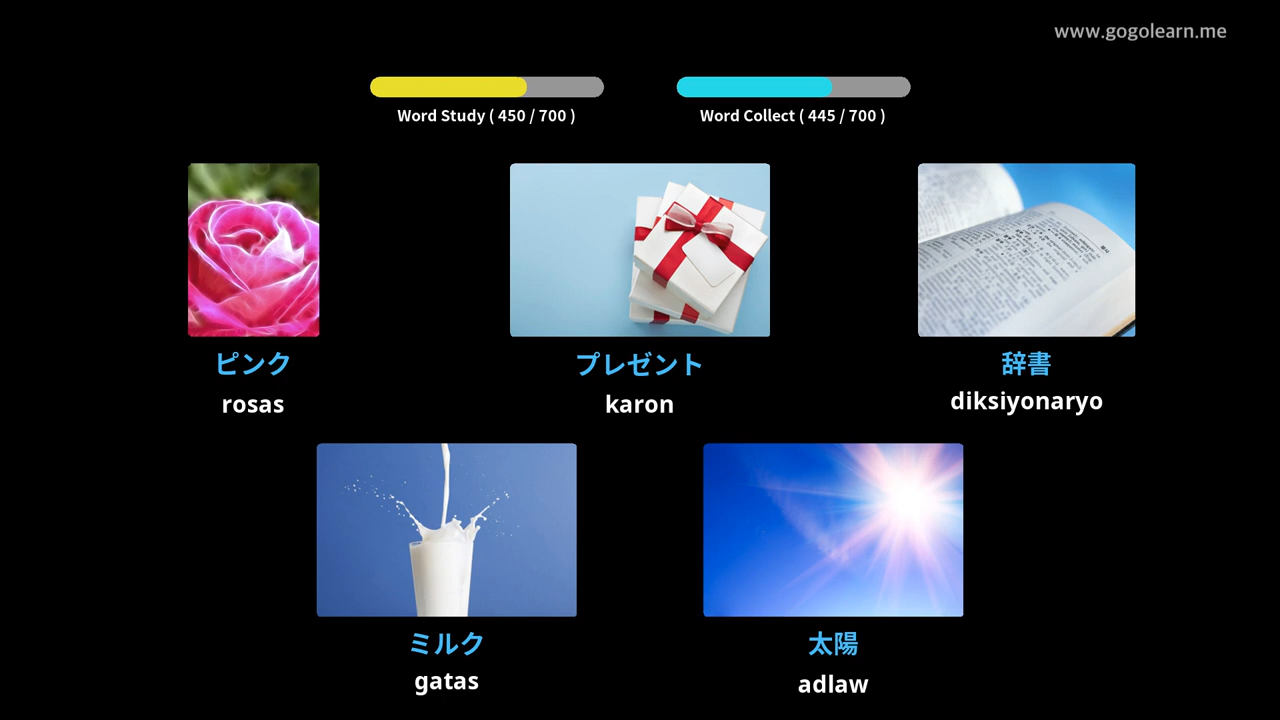 www.gogolearn.me
Word Study ( 450 / 700 )
Word Collect ( 445 / 700 )
ピンク
rosas
プレゼント
karon
辞書
diksiyonaryo
ミルク
gatas
太陽
adlaw